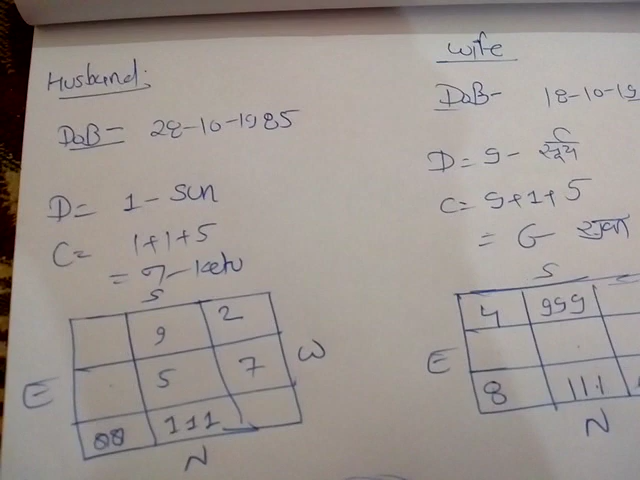 Husband:
DOB- 28-10-1985
D= 1- Sun
C= 1+1+5
= 7-Ketu
S
9 2
E 5 7 W
88 111
N
Wife
DOB- 18-10-19
D= 9-
C= 9+1+5
= 6-
S
4 999
E
8 111
N